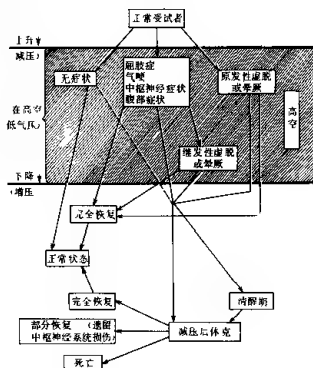 正常受试者
上升
减压
无症状
屈肢症
气哽
中枢神经症状
腹部症状
原发性虚脱
或晕厥
在高空
低气压
高空
继发性虚脱
或晕厥
下降
增压
完全恢复
正常状态
完全恢复
部分恢复 (遗留
中枢神经系统损伤)
死亡
减压后休克